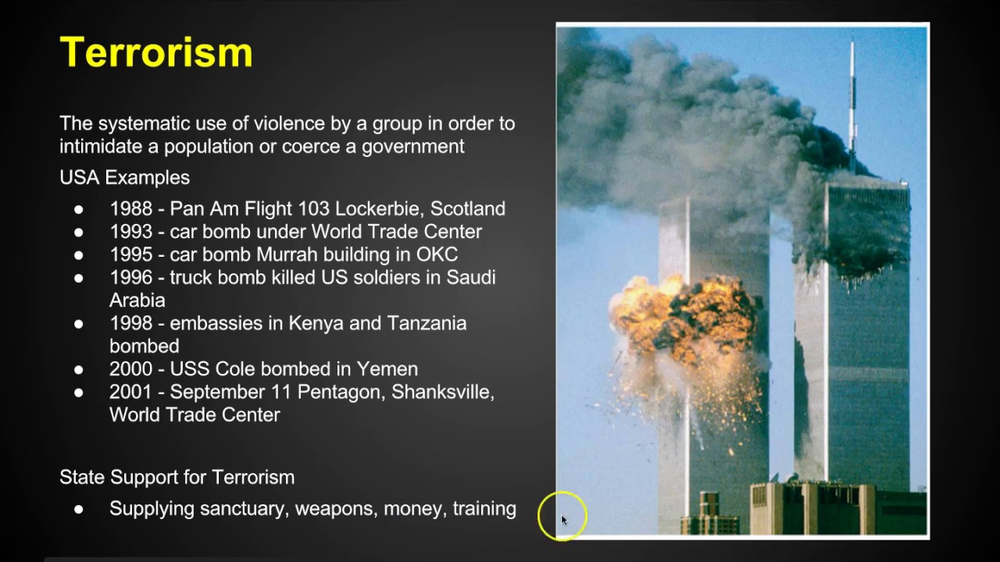 Terrorism
The systematic use of violence by a group in order to
intimidate a population or coerce a government
USA Examples
● 1988 - Pan Am Flight 103 Lockerbie, Scotland
● 1993 - car bomb under World Trade Center
● 1995 - car bomb Murrah building in OKC
● 1996 - truck bomb killed US soldiers in Saudi
Arabia
● 1998 - embassies in Kenya and Tanzania
bombed
● 2000 - USS Cole bombed in Yemen
● 2001 - September 11 Pentagon, Shanksville,
World Trade Center
State Support for Terrorism
● Supplying sanctuary, weapons, money, training